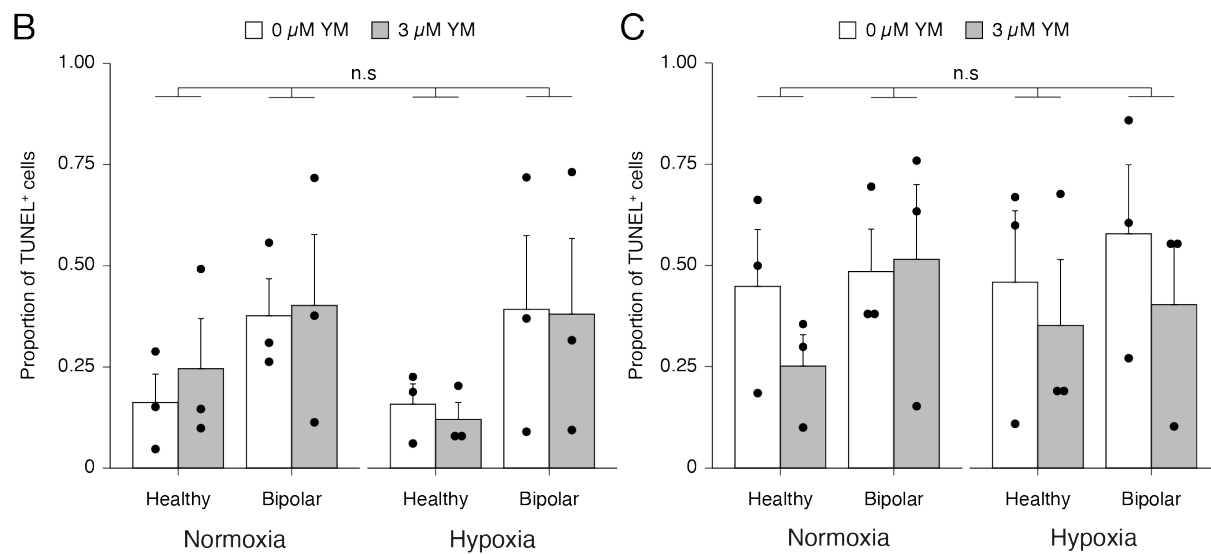 B
0 µM YM 3 µM YM
n.s
1.00
0.75
0.50
0.25
0
Proportion of TUNEL⁺ cells
Healthy Bipolar Healthy Bipolar
Normoxia Hypoxia
C
0 µM YM 3 µM YM
n.s
1.00
0.75
0.50
0.25
0
Proportion of TUNEL⁺ cells
Healthy Bipolar Healthy Bipolar
Normoxia Hypoxia